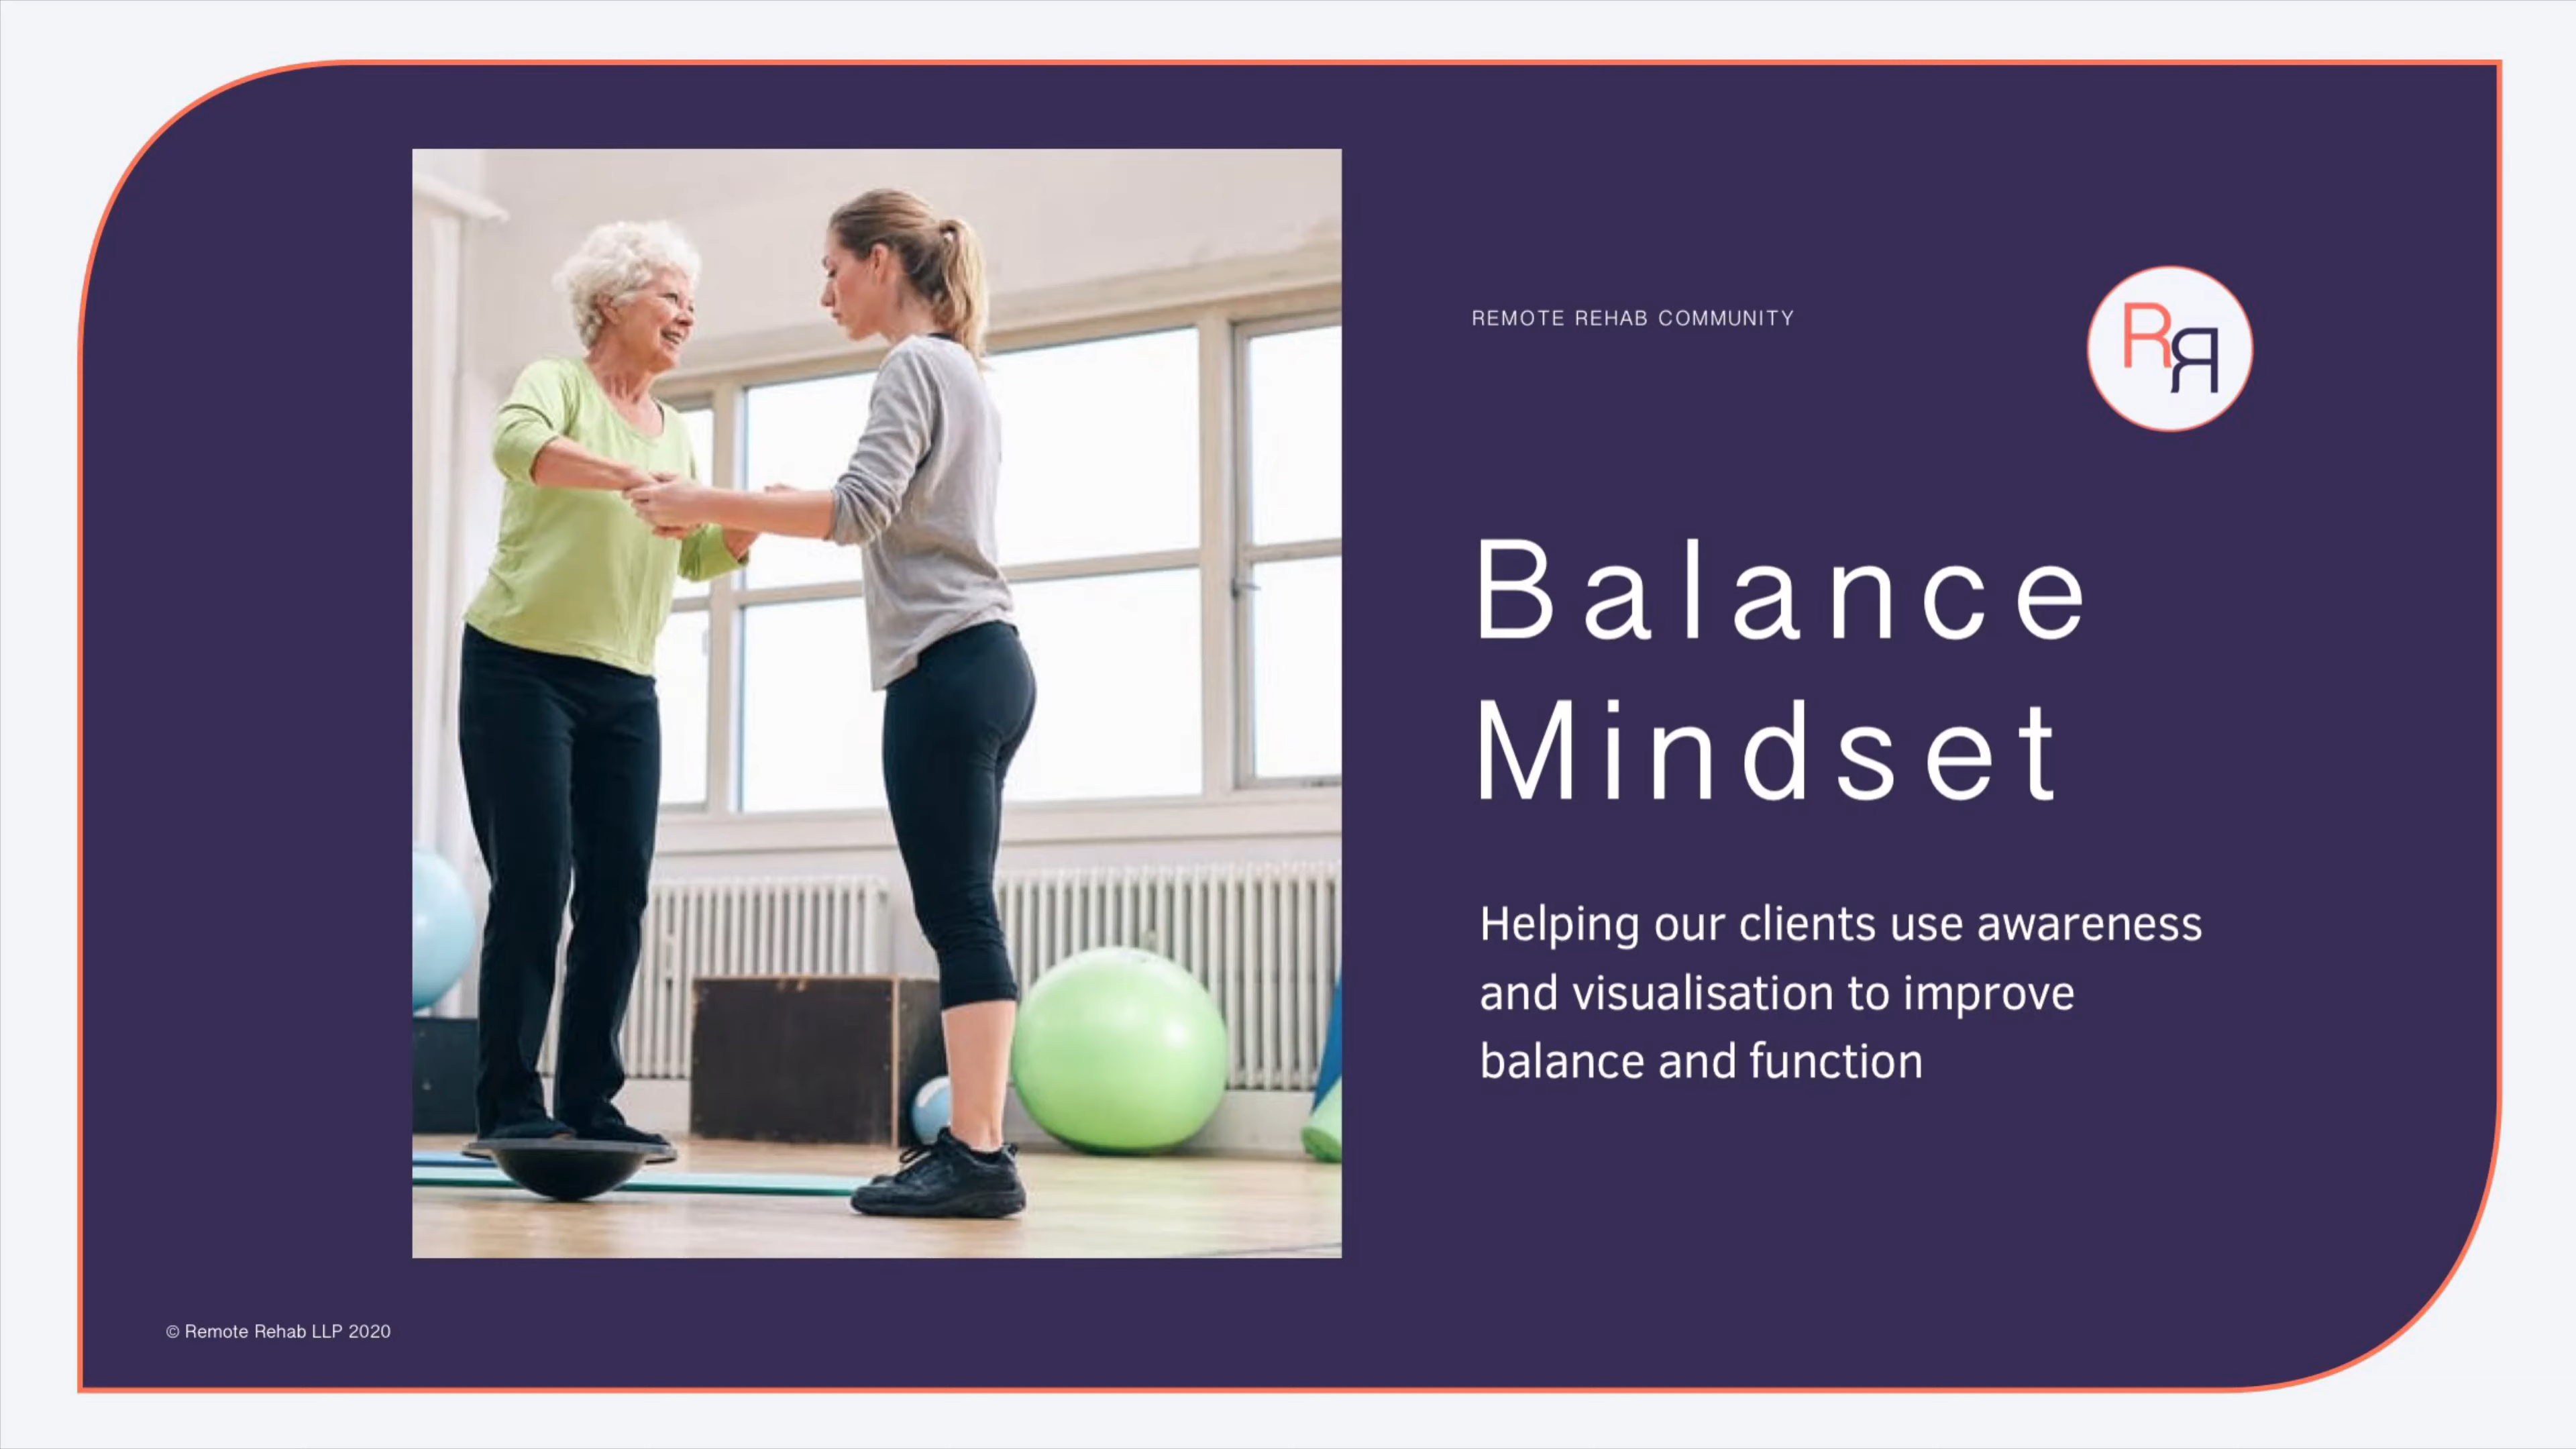 REMOTE REHAB COMMUNITY
RR
Balance
Mindset
Helping our clients use awareness
and visualisation to improve
balance and function
© Remote Rehab LLP 2020